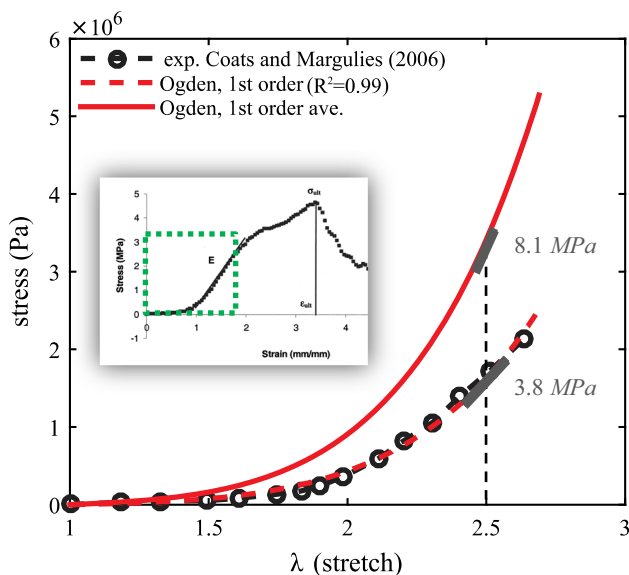 ×10⁶
6
5
4
3
2
1
0
stress (Pa)
exp. Coats and Margulies (2006)
Ogden, 1st order (R²=0.99)
Ogden, 1st order ave.
σult
5
4
3
2
1
0
-1
Stress (MPa)
E
εult
0 1 2 3 4
Strain (mm/mm)
8.1 MPa
3.8 MPa
1 1.5 2 2.5 3
λ (stretch)